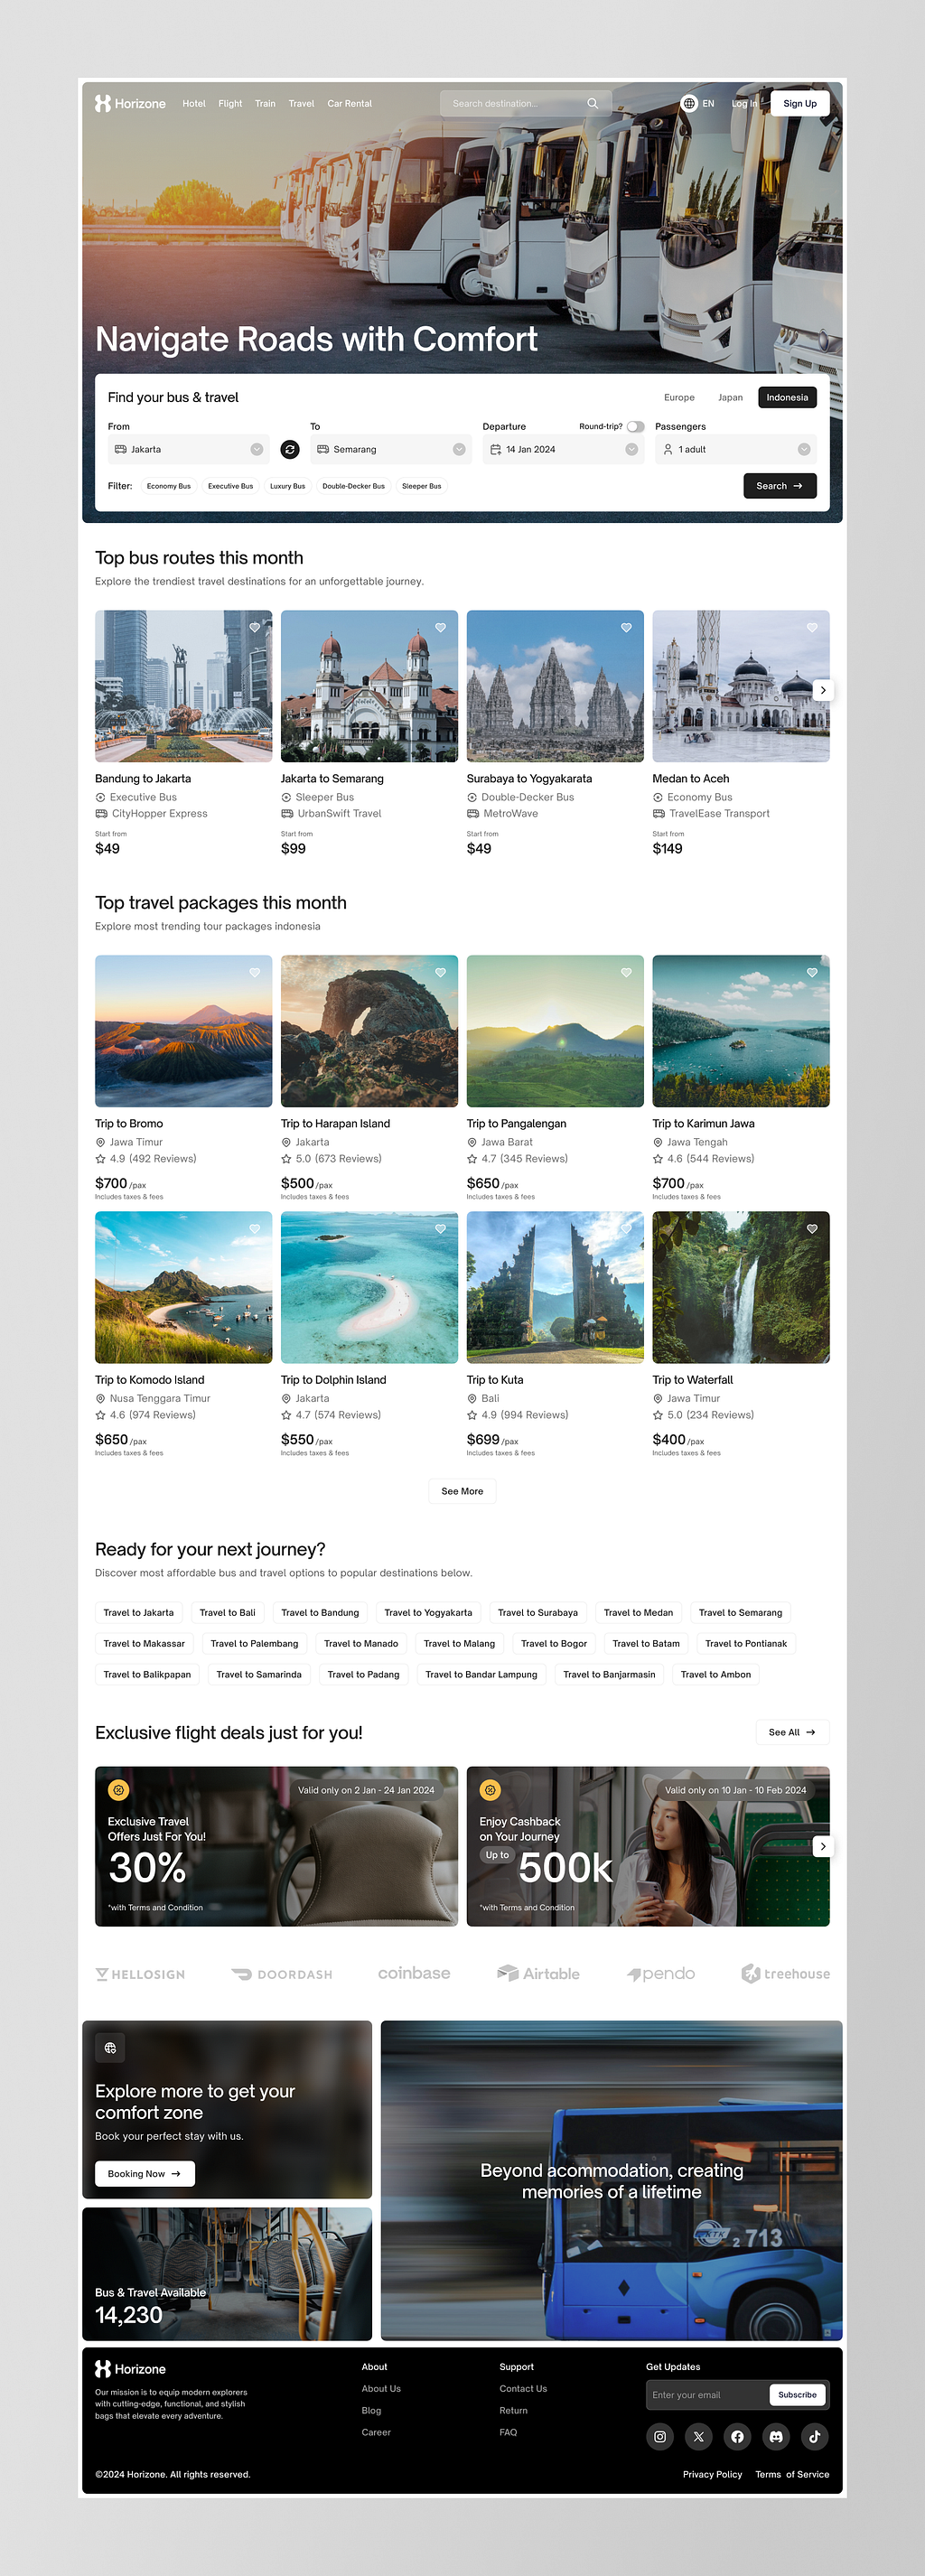 Horizone
Hotel Flight Train Travel Car Rental
Search destination...
EN Log In Sign Up
Navigate Roads with Comfort
Find your bus & travel
Europe Japan Indonesia
From To Departure Round-trip? Passengers
Jakarta Semarang 14 Jan 2024 1 adult
Filter: Economy Bus Executive Bus Luxury Bus Double-Decker Bus Sleeper Bus
Search
Top bus routes this month
Explore the trendiest travel destinations for an unforgettable journey.
Bandung to Jakarta
Executive Bus
CityHopper Express
Start from
$49
Jakarta to Semarang
Sleeper Bus
UrbanSwift Travel
Start from
$99
Surabaya to Yogyakarata
Double-Decker Bus
MetroWave
Start from
$49
Medan to Aceh
Economy Bus
TravelEase Transport
Start from
$149
Top travel packages this month
Explore most trending tour packages indonesia
Trip to Bromo
Jawa Timur
4.9 (492 Reviews)
$700 /pax
Includes taxes & fees
Trip to Harapan Island
Jakarta
5.0 (673 Reviews)
$500 /pax
Includes taxes & fees
Trip to Pangalengan
Jawa Barat
4.7 (345 Reviews)
$650 /pax
Includes taxes & fees
Trip to Karimun Jawa
Jawa Tengah
4.6 (544 Reviews)
$700 /pax
Includes taxes & fees
Trip to Komodo Island
Nusa Tenggara Timur
4.6 (974 Reviews)
$650 /pax
Includes taxes & fees
Trip to Dolphin Island
Jakarta
4.7 (574 Reviews)
$550 /pax
Includes taxes & fees
Trip to Kuta
Bali
4.9 (994 Reviews)
$699 /pax
Includes taxes & fees
Trip to Waterfall
Jawa Timur
5.0 (234 Reviews)
$400 /pax
Includes taxes & fees
See More
Ready for your next journey?
Discover most affordable bus and travel options to popular destinations below.
Travel to Jakarta Travel to Bali Travel to Bandung Travel to Yogyakarta Travel to Surabaya Travel to Medan Travel to Semarang
Travel to Makassar Travel to Palembang Travel to Manado Travel to Malang Travel to Bogor Travel to Batam Travel to Pontianak
Travel to Balikpapan Travel to Samarinda Travel to Padang Travel to Bandar Lampung Travel to Banjarmasin Travel to Ambon
Exclusive flight deals just for you!
See All
Valid only on 2 Jan - 24 Jan 2024
Exclusive Travel
Offers Just For You!
30%
*with Terms and Condition
Valid only on 10 Jan - 10 Feb 2024
Enjoy Cashback
on Your Journey
Up to 500k
*with Terms and Condition
HELLOSIGN DOORDASH coinbase Airtable pendo treehouse
Explore more to get your
comfort zone
Book your perfect stay with us.
Booking Now
Bus & Travel Available
14,230
Beyond acommodation, creating
memories of a lifetime
KTK 2 713
Horizone
Our mission is to equip modern explorers
with cutting-edge, functional, and stylish
bags that elevate every adventure.
About
About Us
Blog
Career
Support
Contact Us
Return
FAQ
Get Updates
Enter your email Subscribe
©2024 Horizone. All rights reserved.
Privacy Policy Terms of Service